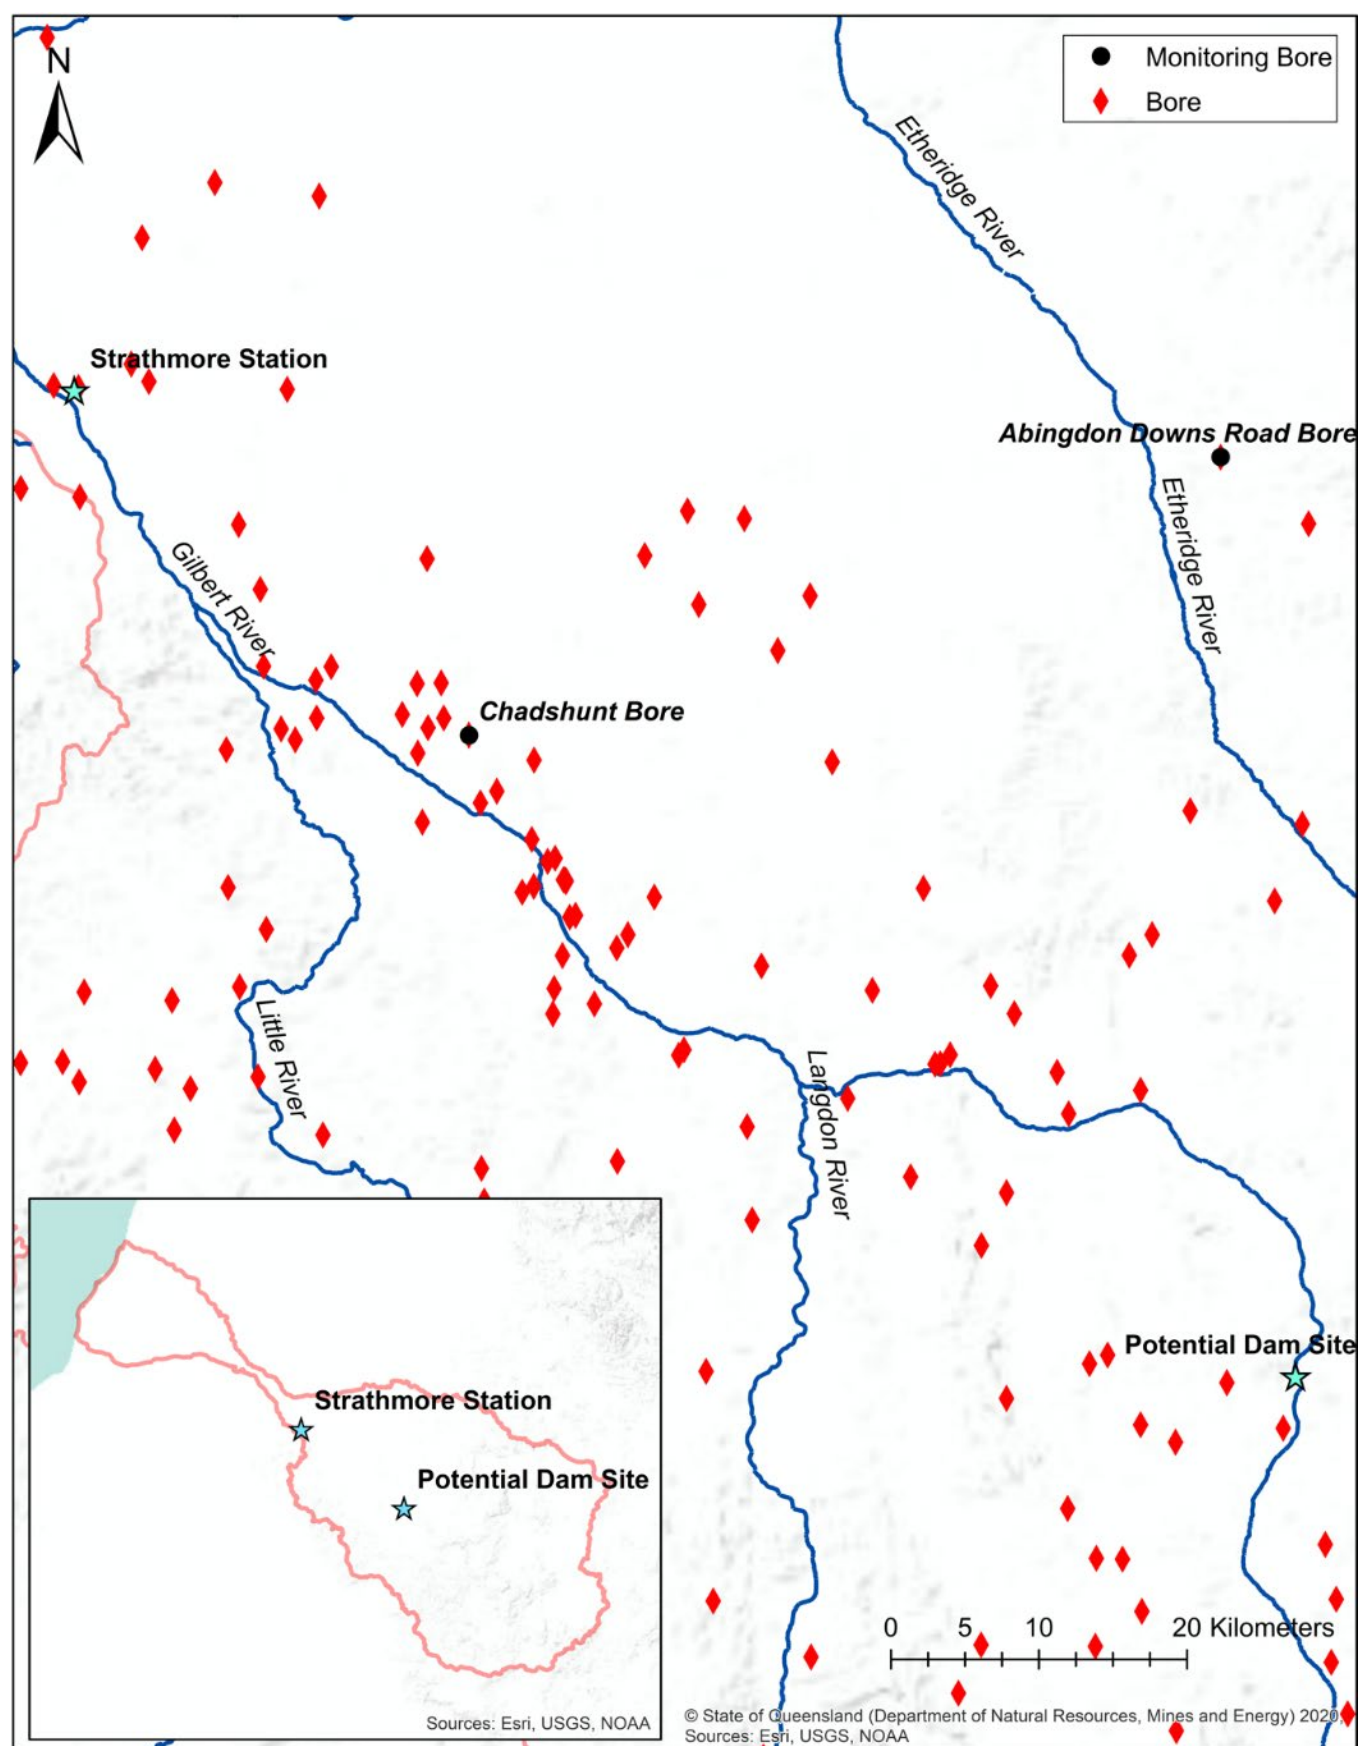 N
Monitoring Bore
Bore
Etheridge River
Strathmore Station
Abingdon Downs Road Bore
Etheridge River
Gilbert River
Chadshunt Bore
Little River
Langdon River
Potential Dam Site
Strathmore Station
Potential Dam Site
Sources: Esri, USGS, NOAA
0 5 10 20 Kilometers
© State of Queensland (Department of Natural Resources, Mines and Energy) 2020,
Sources: Esri, USGS, NOAA